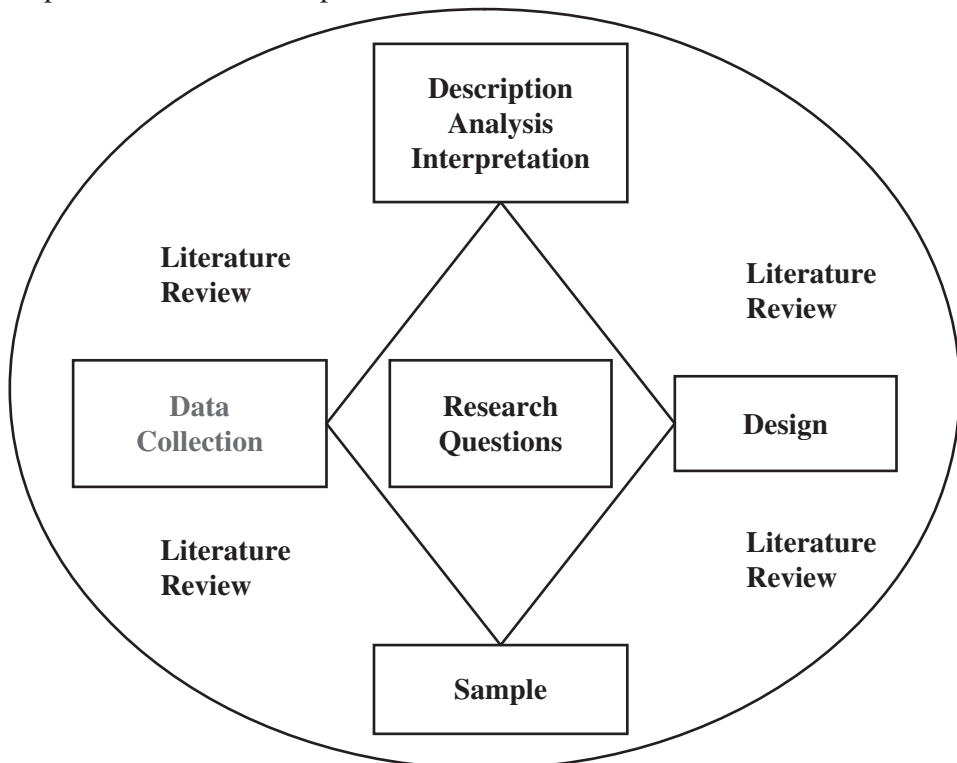 Description
Analysis
Interpretation
Literature
Review
Literature
Review
Data
Collection
Research
Questions
Design
Literature
Review
Literature
Review
Sample